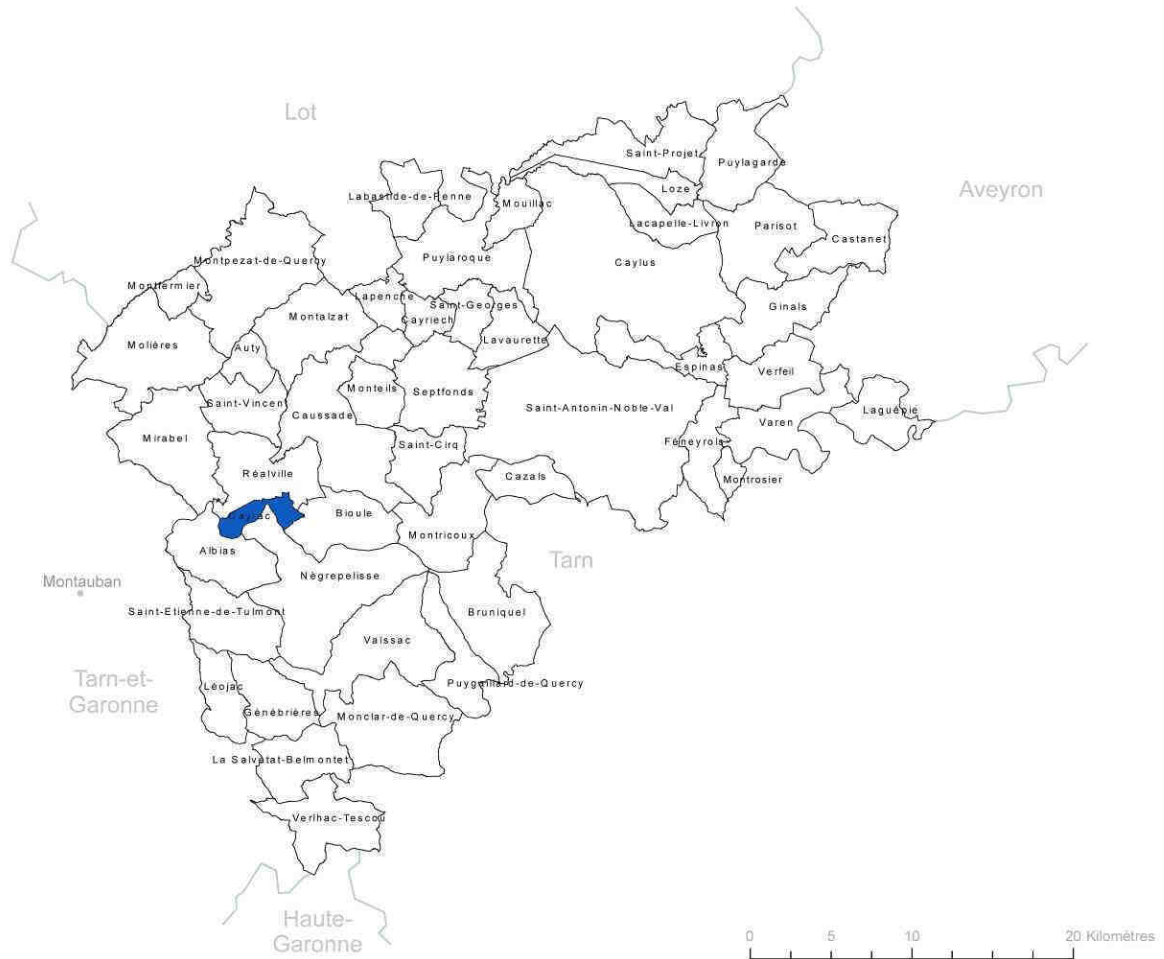 Lot
Saint-Projet
Puylagarde
Aveyron
Labastide-de-Penne
Mouillac
Loze
Lacapelle-Livron
Parisot
Castanet
Montpezat-de-Quercy
Puylaroque
Caylus
Montfermier
Lapenche
Saint-Georges
Ginals
Montalzat
Cayriech
Molières
Auty
Lavaurette
Espinas
Verfeil
Monteils
Septfonds
Saint-Vincent
Caussade
Saint-Antonin-Noble-Val
Laguépie
Varen
Mirabel
Saint-Cirq
Féneyrols
Réalville
Cazals
Montrosier
Cayrac
Bioule
Montricoux
Albias
Tarn
Montauban
Nègrepelisse
Saint-Etienne-de-Tulmont
Bruniquel
Vaïssac
Tarn-et-
Garonne
Léojac
Puygaillard-de-Quercy
Génébrières
Monclar-de-Quercy
La Salvetat-Belmontet
Verlhac-Tescou
Haute-
Garonne
0 5 10 20 Kilomètres